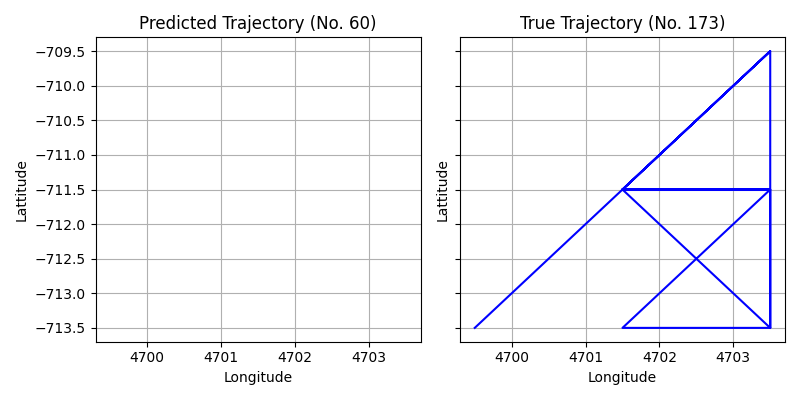 Predicted Trajectory (No. 60)
True Trajectory (No. 173)
−709.5
−710.0
−710.5
−711.0
−711.5
−712.0
−712.5
−713.0
−713.5
Lattitude
Lattitude
4700 4701 4702 4703
4700 4701 4702 4703
Longitude
Longitude